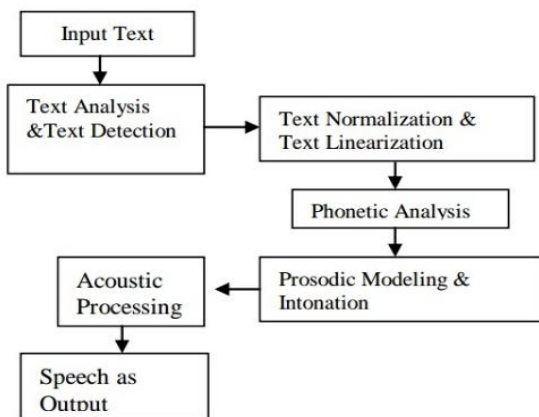 Input Text
Text Analysis
&Text Detection
Text Normalization &
Text Linearization
Phonetic Analysis
Prosodic Modeling &
Intonation
Acoustic
Processing
Speech as
Output